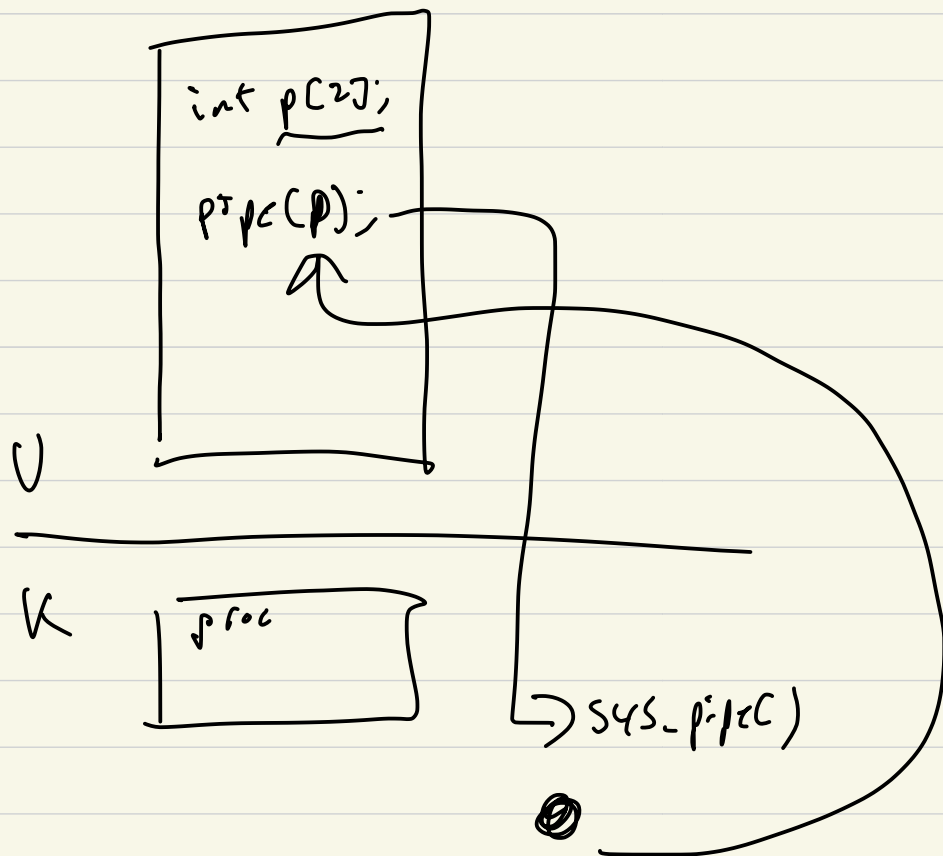 int p[2];
pipe(p);
U
K
proc
sys_pipe()